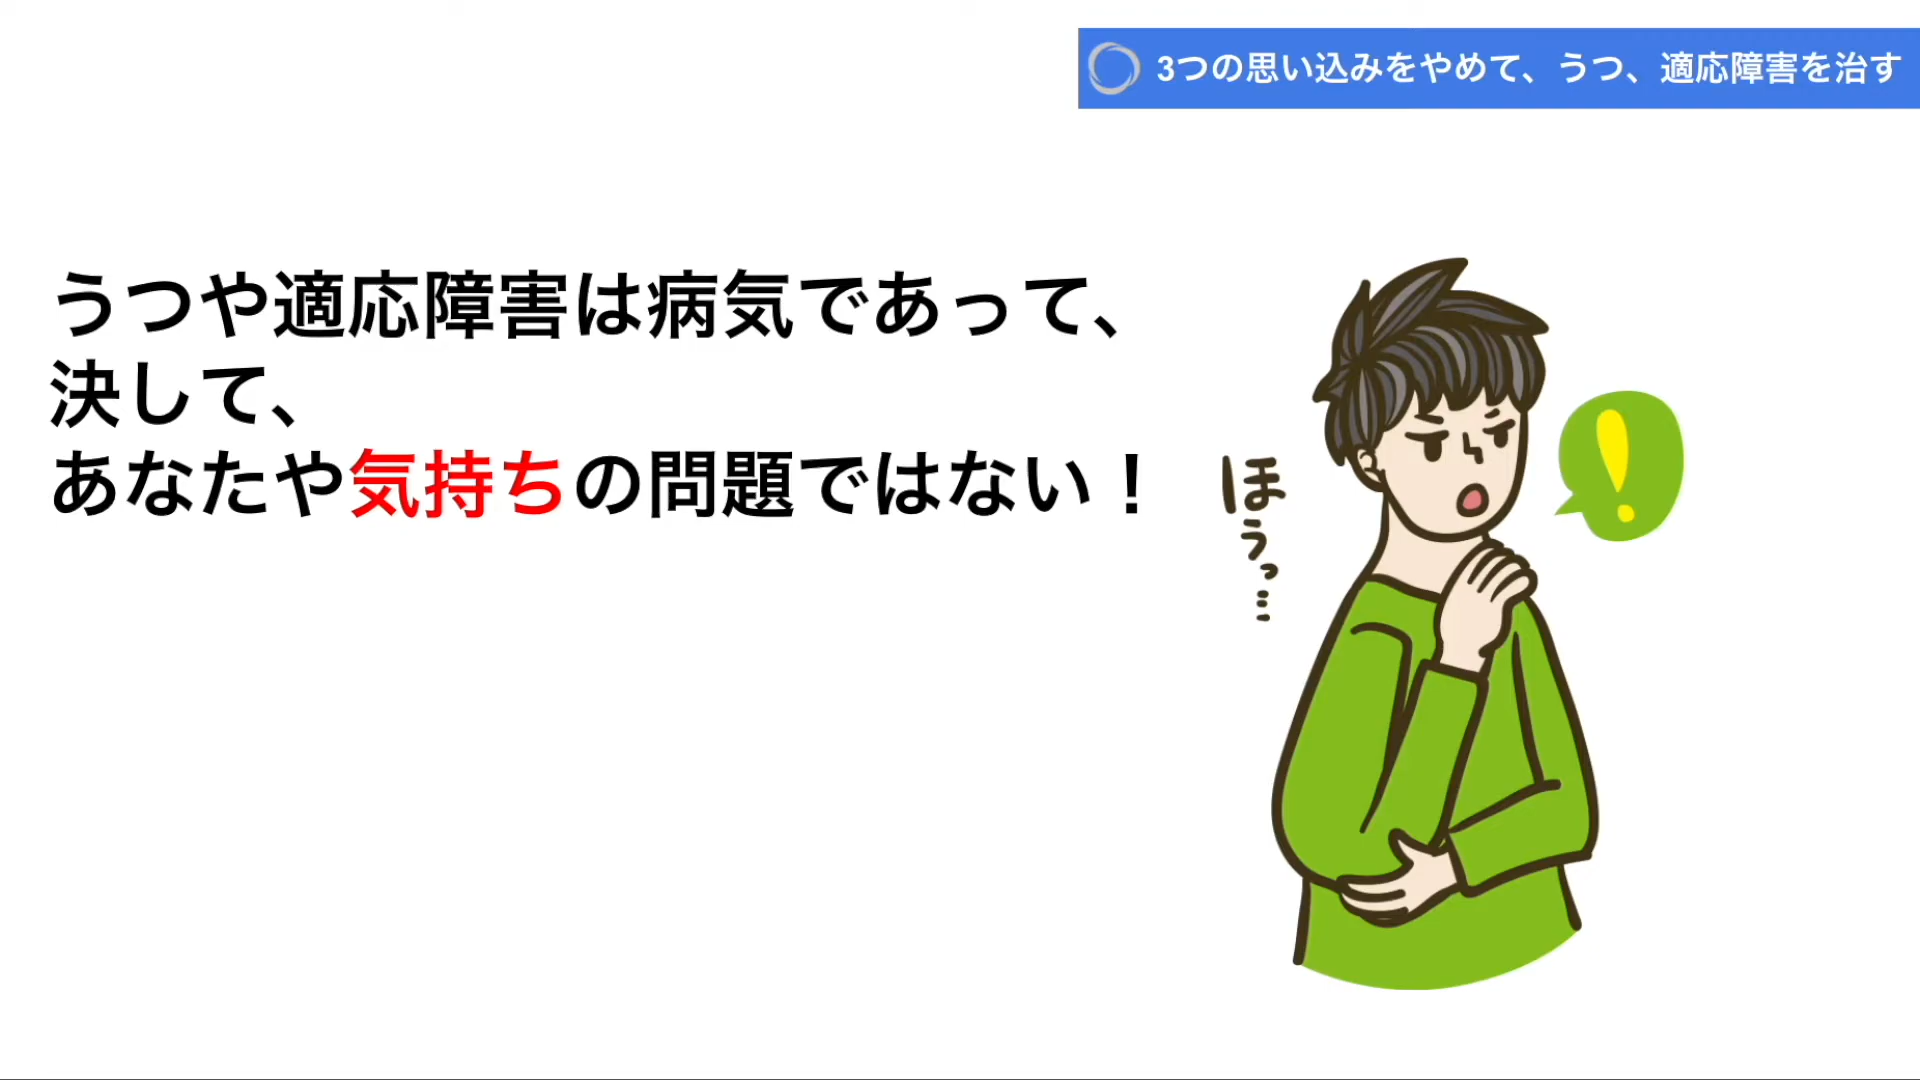 3つの思い込みをやめて、うつ、適応障害を治す
うつや適応障害は病気であって、
決して、
あなたや気持ちの問題ではない！
ほぅっ…
！